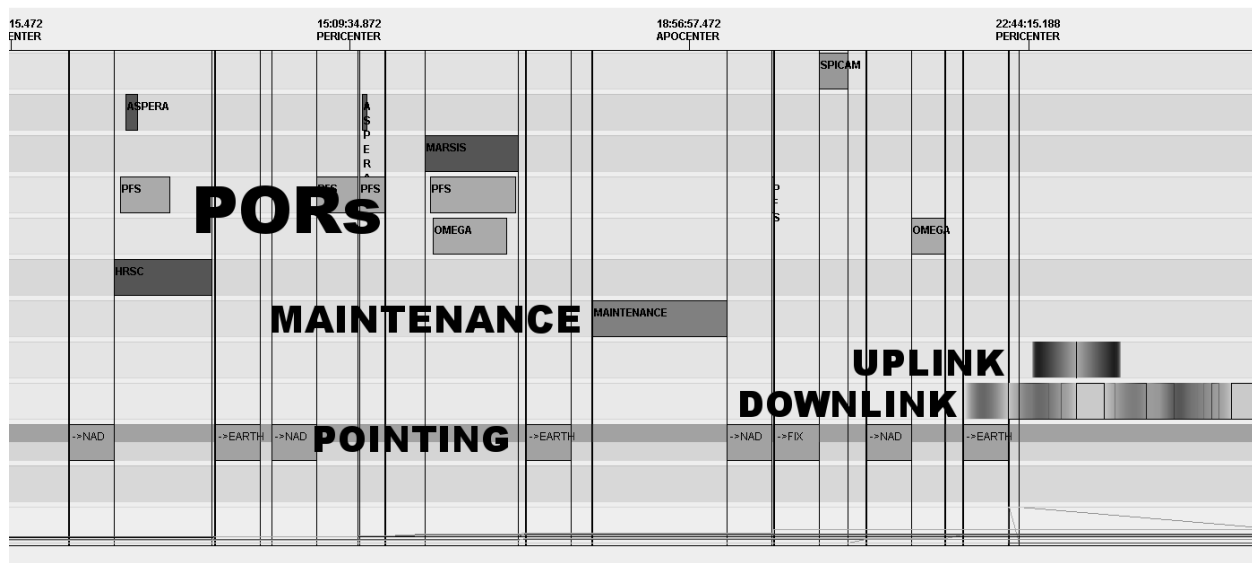 15.472
ENTER
15:09:34.872
PERICENTER
18:56:57.472
APOCENTER
22:44:15.188
PERICENTER
SPICAM
ASPERA
ASPERA
MARSIS
PFS
PFS
PFS
PFS
PFS
PORs
OMEGA
OMEGA
HRSC
MAINTENANCE
MAINTENANCE
UPLINK
DOWNLINK
->NAD
->EARTH
->NAD
POINTING
->EARTH
->NAD
->FIX
->NAD
->EARTH